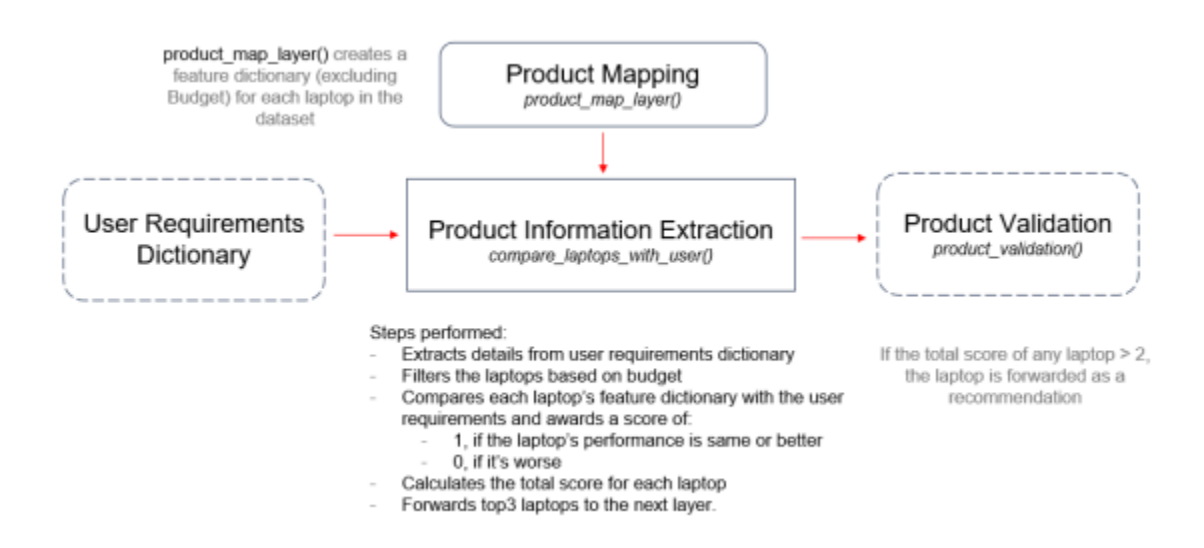 product_map_layer() creates a
feature dictionary (excluding
Budget) for each laptop in the
dataset
Product Mapping
product_map_layer()
User Requirements
Dictionary
Product Information Extraction
compare_laptops_with_user()
Product Validation
product_validation()
Steps performed:
- Extracts details from user requirements dictionary
- Filters the laptops based on budget
- Compares each laptop's feature dictionary with the user
requirements and awards a score of:
- 1, if the laptop's performance is same or better
- 0, if it's worse
- Calculates the total score for each laptop
- Forwards top3 laptops to the next layer.
If the total score of any laptop > 2,
the laptop is forwarded as a
recommendation